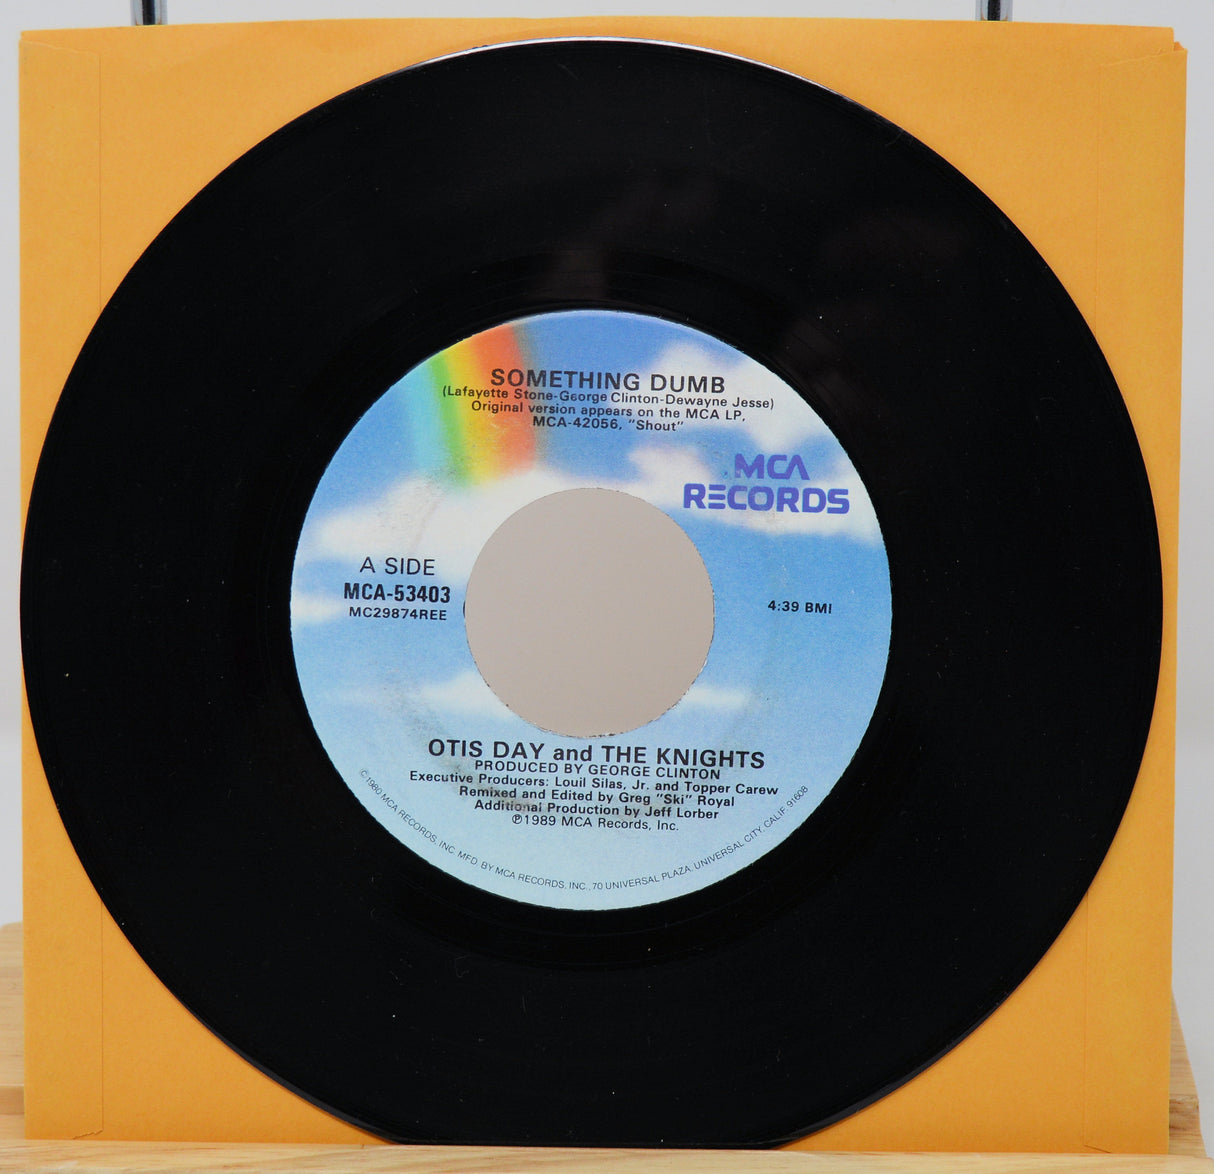 SOMETHING DUMB
(Lafayette Stone-George Clinton-Dewayne Jesse)
Original version appears on the MCA LP,
MCA-42056, "Shout"
MCA
RECORDS
A SIDE
MCA-53403
MC29874REE
4:39 BMI
OTIS DAY and THE KNIGHTS
PRODUCED BY GEORGE CLINTON
Executive Producers: Louil Silas, Jr. and Topper Carew
Remixed and Edited by Greg "Ski" Royal
Additional Production by Jeff Lorber
℗1989 MCA Records, Inc.
©1980 MCA RECORDS, INC. MFD. BY MCA RECORDS, INC., 70 UNIVERSAL PLAZA, UNIVERSAL CITY, CALIF. 91608